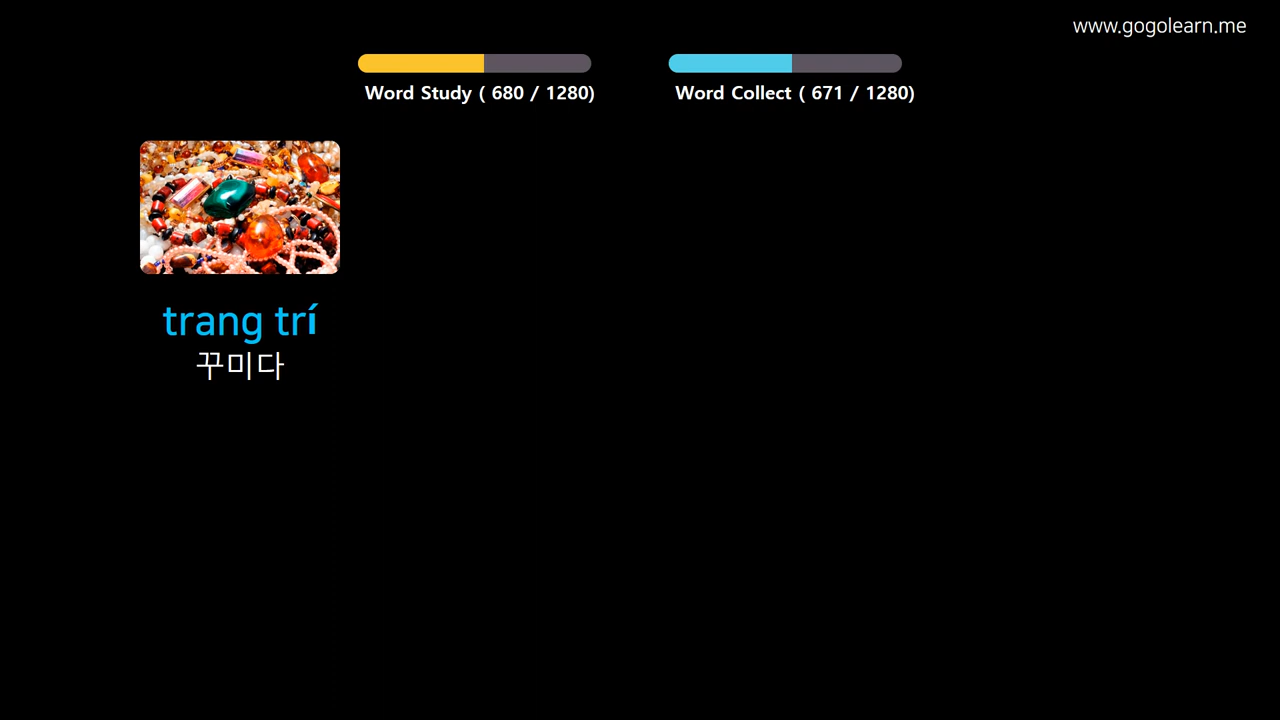 www.gogolearn.me
Word Study ( 680 / 1280)
Word Collect ( 671 / 1280)
trang trí
꾸미다